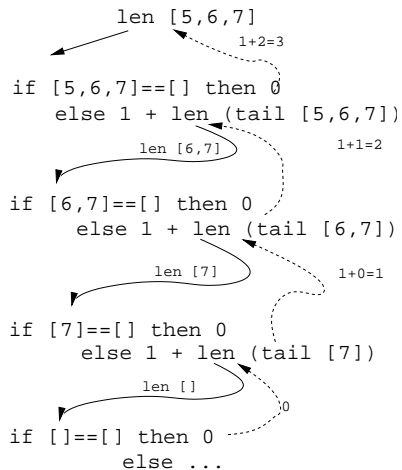 len [5,6,7]
1+2=3
if [5,6,7]==[] then 0
else 1 + len (tail [5,6,7])
len [6,7]
1+1=2
if [6,7]==[] then 0
else 1 + len (tail [6,7])
len [7]
1+0=1
if [7]==[] then 0
else 1 + len (tail [7])
len []
0
if []==[] then 0
else ...